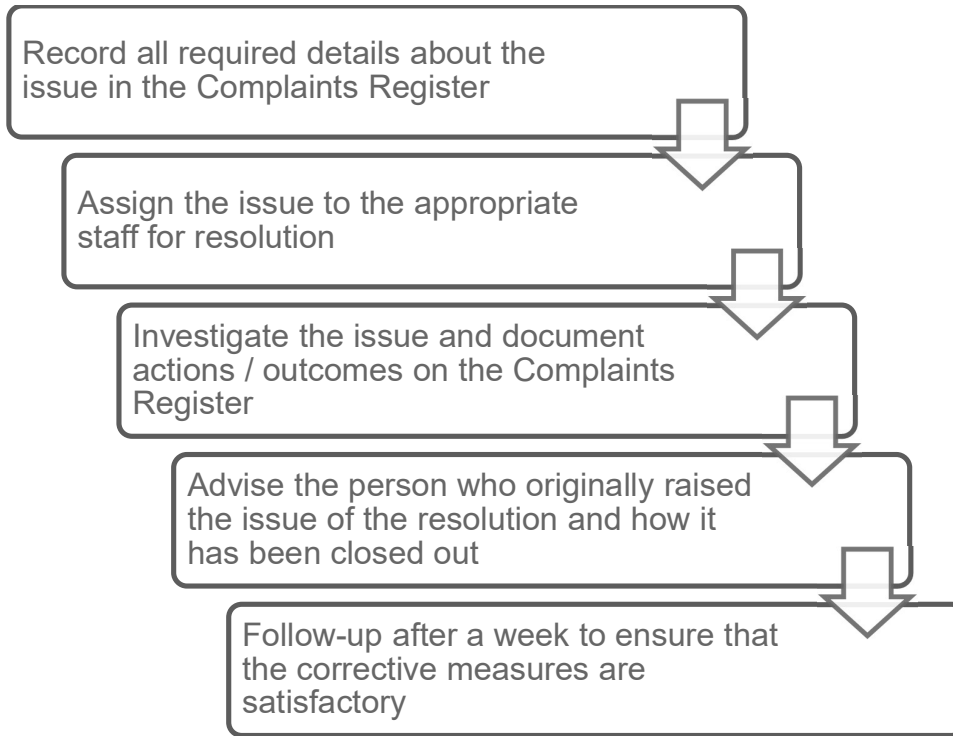 Record all required details about the
issue in the Complaints Register
Assign the issue to the appropriate
staff for resolution
Investigate the issue and document
actions / outcomes on the Complaints
Register
Advise the person who originally raised
the issue of the resolution and how it
has been closed out
Follow-up after a week to ensure that
the corrective measures are
satisfactory